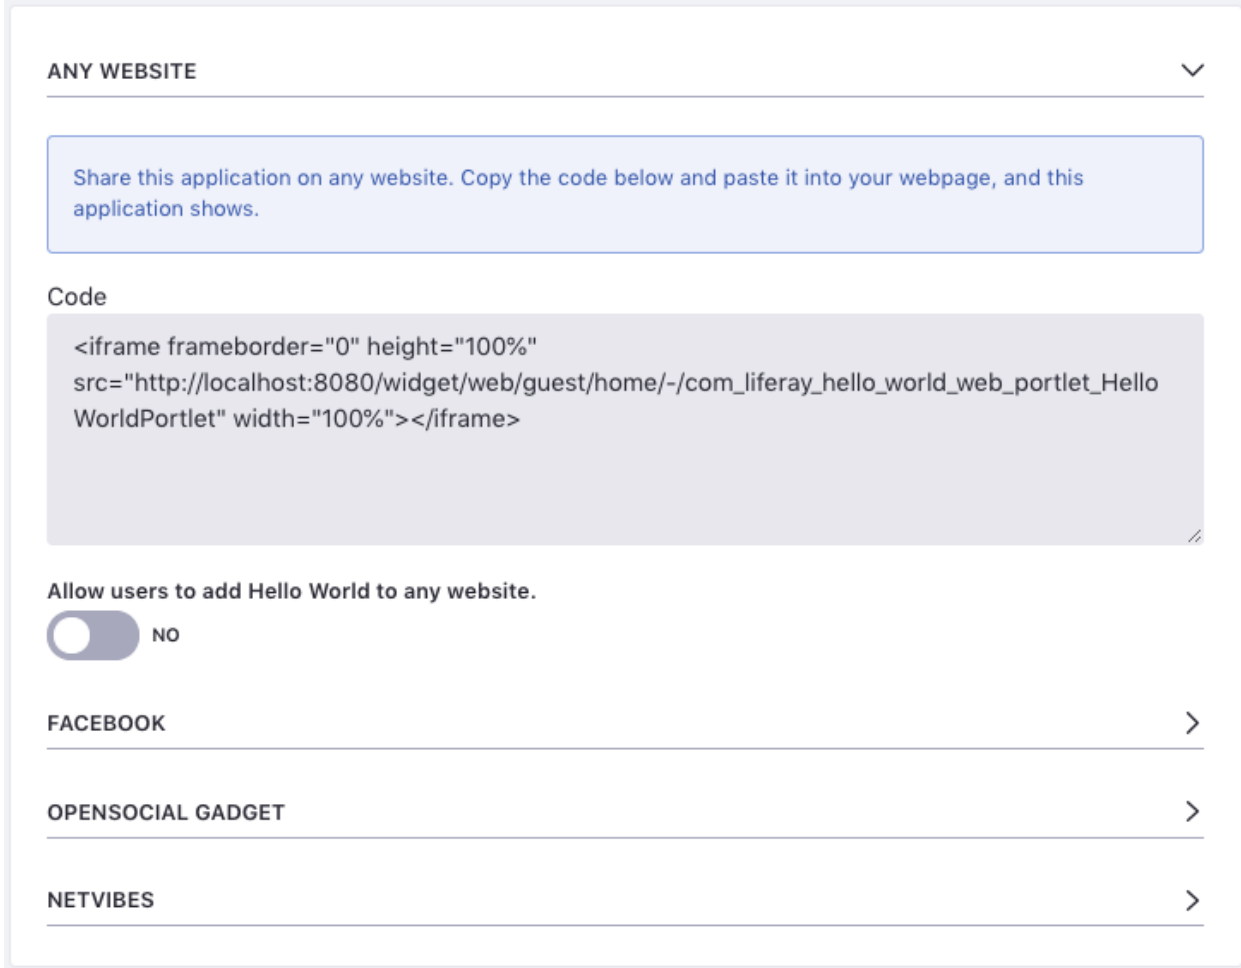 ANY WEBSITE
Share this application on any website. Copy the code below and paste it into your webpage, and this
application shows.
Code
<iframe frameborder="0" height="100%"
src="http://localhost:8080/widget/web/guest/home/-/com_liferay_hello_world_web_portlet_Hello
WorldPortlet" width="100%"></iframe>
Allow users to add Hello World to any website.
NO
FACEBOOK
OPENSOCIAL GADGET
NETVIBES